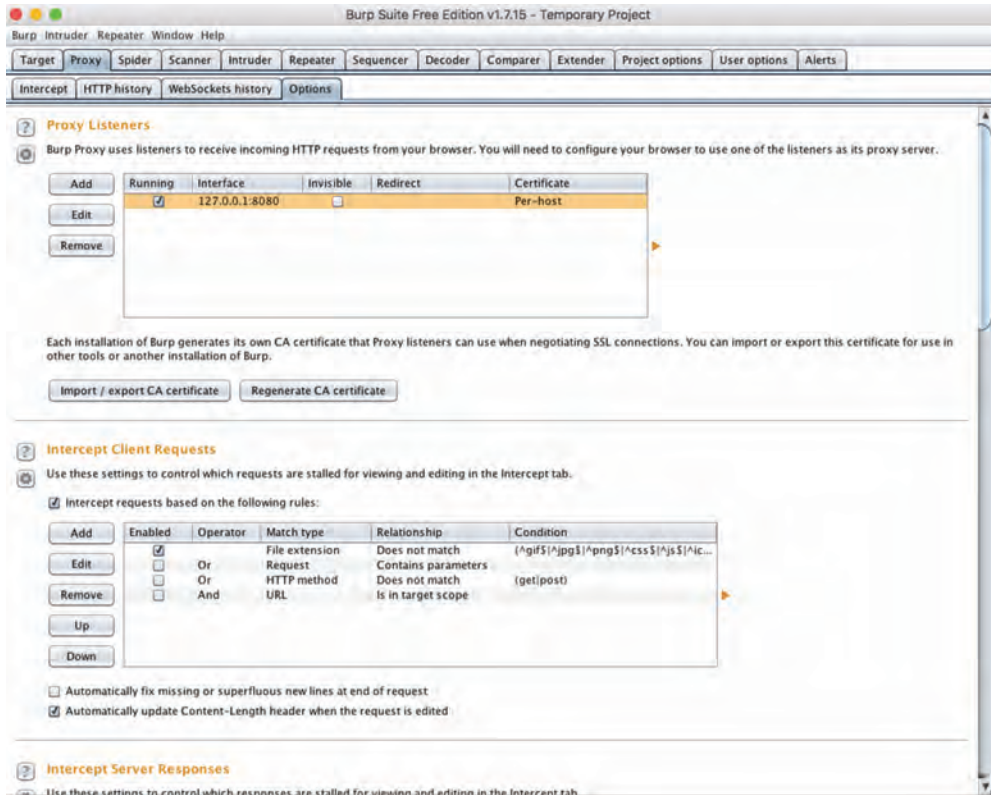 Burp Suite Free Edition v1.7.15 - Temporary Project
Burp Intruder Repeater Window Help
Target Proxy Spider Scanner Intruder Repeater Sequencer Decoder Comparer Extender Project options User options Alerts
Intercept HTTP history WebSockets history Options
? Proxy Listeners
Burp Proxy uses listeners to receive incoming HTTP requests from your browser. You will need to configure your browser to use one of the listeners as its proxy server.
Add Running Interface Invisible Redirect Certificate
127.0.0.1:8080 Per-host
Edit
Remove
Each installation of Burp generates its own CA certificate that Proxy listeners can use when negotiating SSL connections. You can import or export this certificate for use in
other tools or another installation of Burp.
Import / export CA certificate Regenerate CA certificate
? Intercept Client Requests
Use these settings to control which requests are stalled for viewing and editing in the Intercept tab.
Intercept requests based on the following rules:
Add Enabled Operator Match type Relationship Condition
File extension Does not match (^gif$|^jpg$|^png$|^css$|^js$|^ic...
Edit Or Request Contains parameters
Or HTTP method Does not match (get|post)
Remove And URL Is in target scope
Up
Down
Automatically fix missing or superfluous new lines at end of request
Automatically update Content-Length header when the request is edited
? Intercept Server Responses
Use these settings to control which responses are stalled for viewing and editing in the Intercept tab.